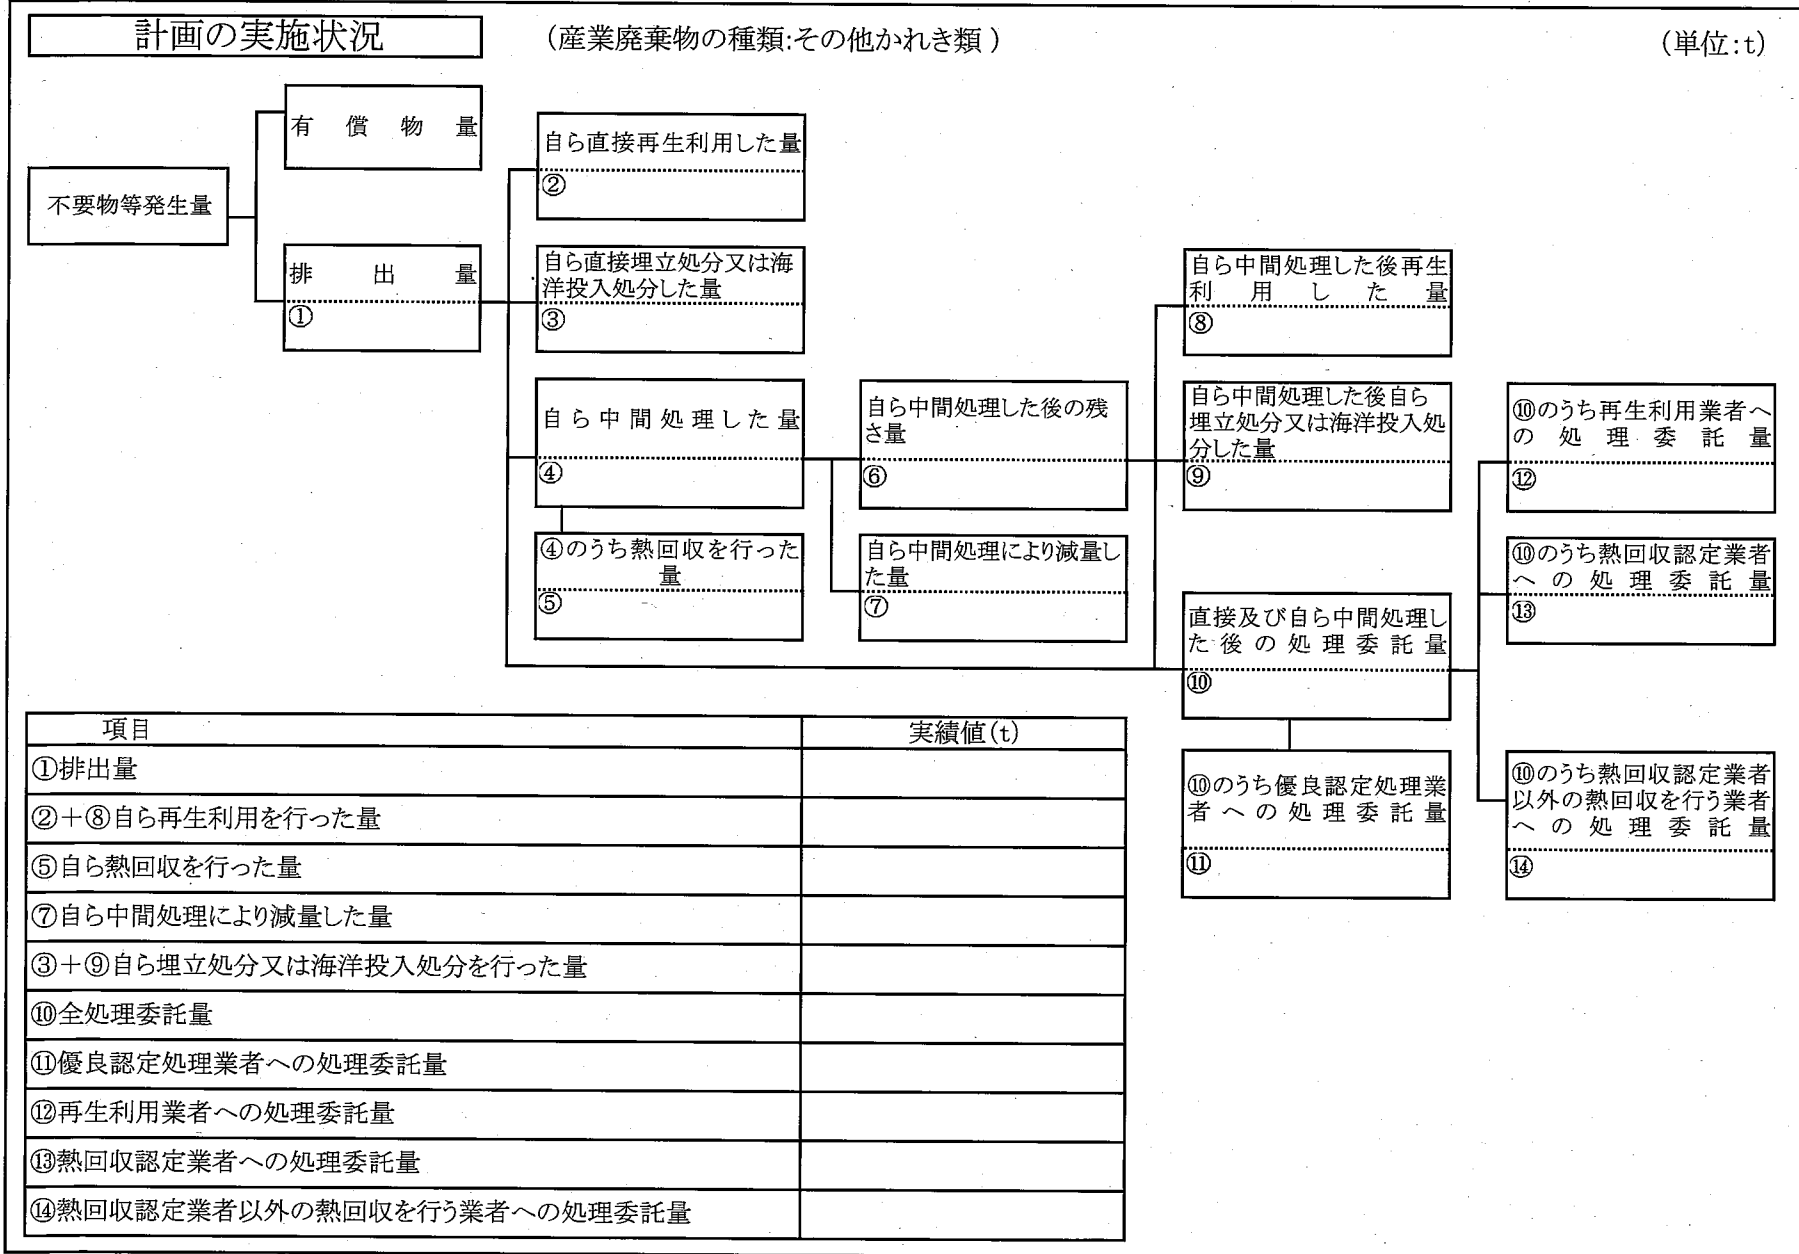 計画の実施状況
(産業廃棄物の種類:その他がれき類)
(単位:t)
有償物量
不要物等発生量
排出量
①
自ら直接再生利用した量
②
自ら直接埋立処分又は海
洋投入処分した量
③
自ら中間処理した量
④
④のうち熱回収を行った
量
⑤
自ら中間処理した後の残
さ量
⑥
自ら中間処理により減量し
た量
⑦
自ら中間処理した後再生
利用した量
⑧
自ら中間処理した後自ら
埋立処分又は海洋投入処
分した量
⑨
直接及び自ら中間処理し
た後の処理委託量
⑩
⑩のうち優良認定処理業
者への処理委託量
⑪
⑩のうち再生利用業者へ
の処理委託量
⑫
⑩のうち熱回収認定業者
への処理委託量
⑬
⑩のうち熱回収認定業者
以外の熱回収を行う業者
への処理委託量
⑭
項目 実績値(t)
①排出量
②+⑧自ら再生利用を行った量
⑤自ら熱回収を行った量
⑦自ら中間処理により減量した量
③+⑨自ら埋立処分又は海洋投入処分を行った量
⑩全処理委託量
⑪優良認定処理業者への処理委託量
⑫再生利用業者への処理委託量
⑬熱回収認定業者への処理委託量
⑭熱回収認定業者以外の熱回収を行う業者への処理委託量